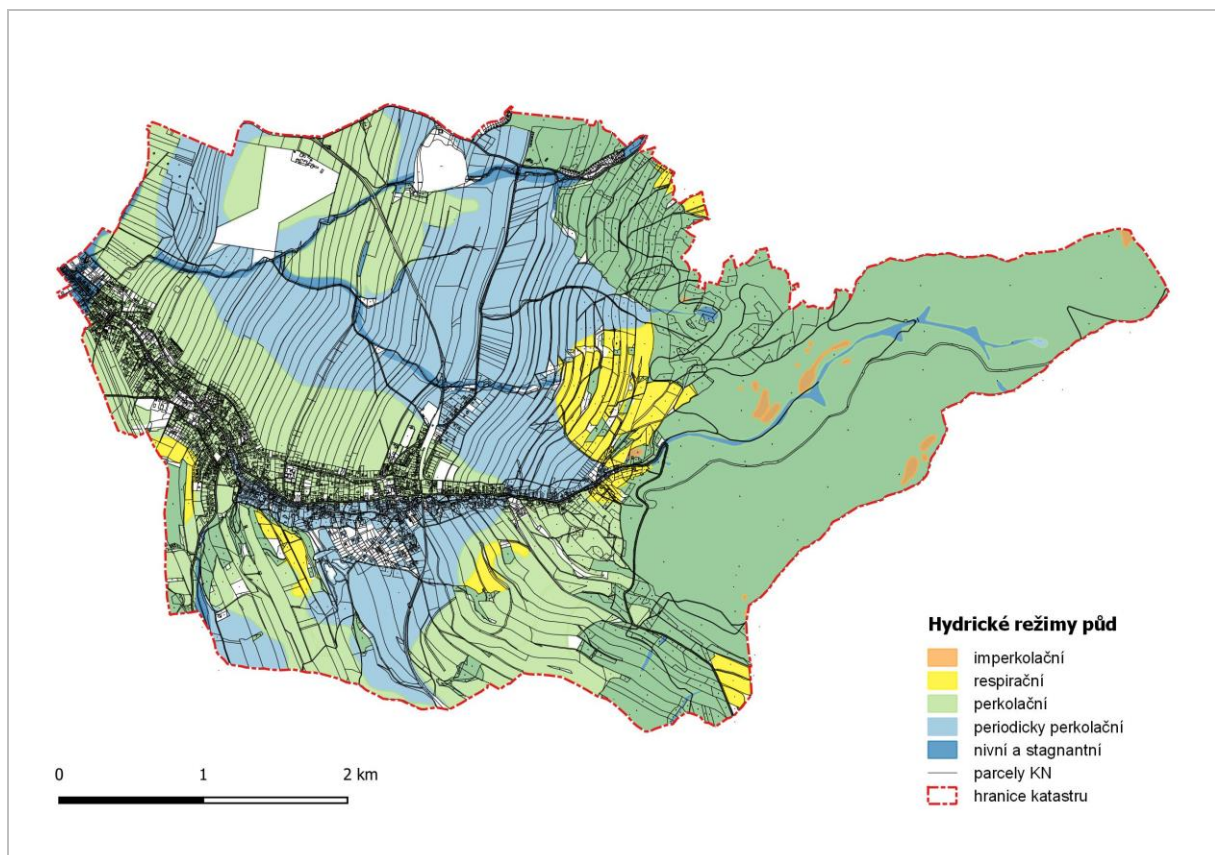 Hydrické režimy půd
imperkolační
respirační
perkolační
periodicky perkolační
nivní a stagnantní
parcely KN
hranice katastru
0 1 2 km